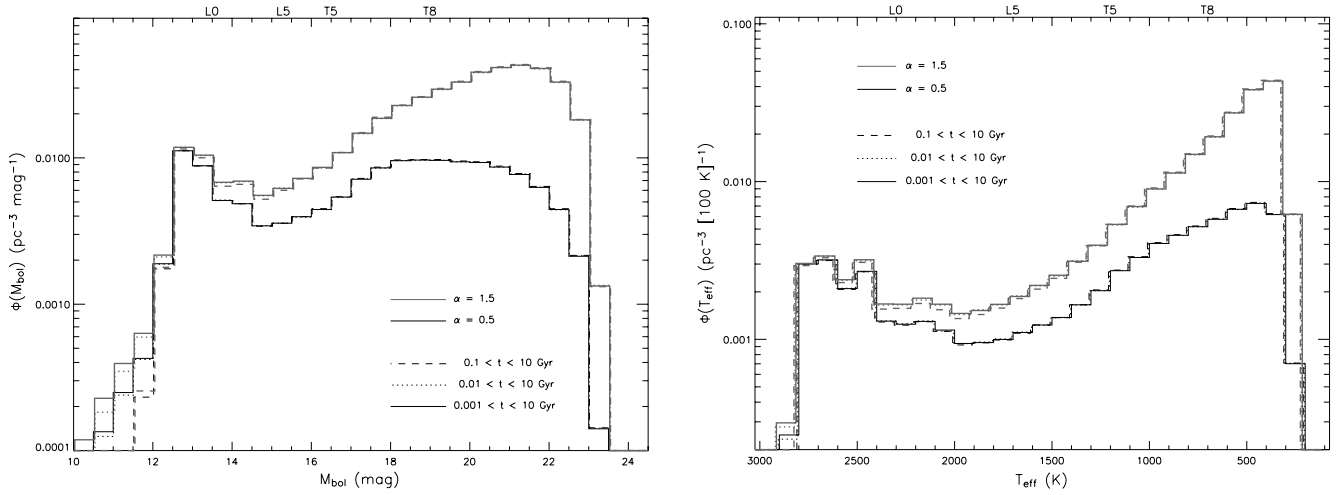 L0 L5 T5 T8
0.0100
0.0010
0.0001
Φ(M_bol) (pc⁻³ mag⁻¹)
α = 1.5
α = 0.5
0.1 < t < 10 Gyr
0.01 < t < 10 Gyr
0.001 < t < 10 Gyr
10 12 14 16 18 20 22 24
M_bol (mag)
L0 L5 T5 T8
0.100
0.010
0.001
Φ(T_eff) (pc⁻³ [100 K]⁻¹)
α = 1.5
α = 0.5
0.1 < t < 10 Gyr
0.01 < t < 10 Gyr
0.001 < t < 10 Gyr
3000 2500 2000 1500 1000 500
T_eff (K)